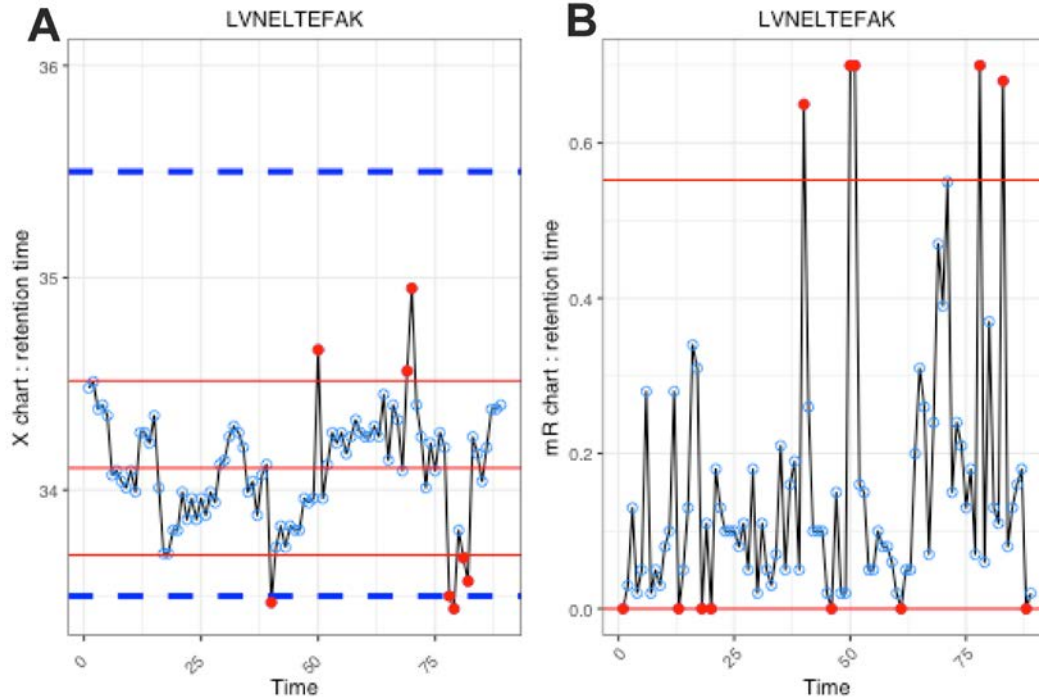 A
LVNELTEFAK
X chart : retention time
36
35
34
0
25
50
75
Time
B
LVNELTEFAK
mR chart : retention time
0.6
0.4
0.2
0.0
0
25
50
75
Time